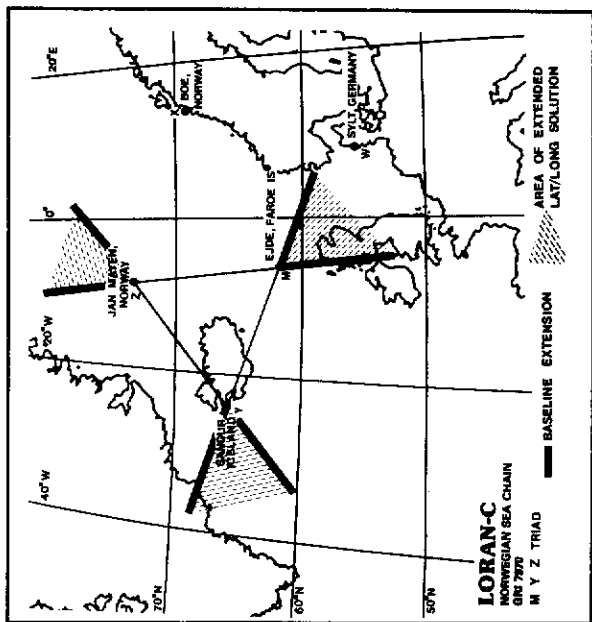 20°E
0°
20°W
40°W
70°N
60°N
50°N
BOE,
NORWAY
X
JAN MAYEN,
NORWAY
Z
EJDE, FAROE IS
M
SYLT, GERMANY
W
SANDUR,
ICELAND
Y
LORAN-C
NORWEGIAN SEA CHAIN
GRI 7970
M Y Z TRIAD
BASELINE EXTENSION
AREA OF EXTENDED
LAT/LONG SOLUTION